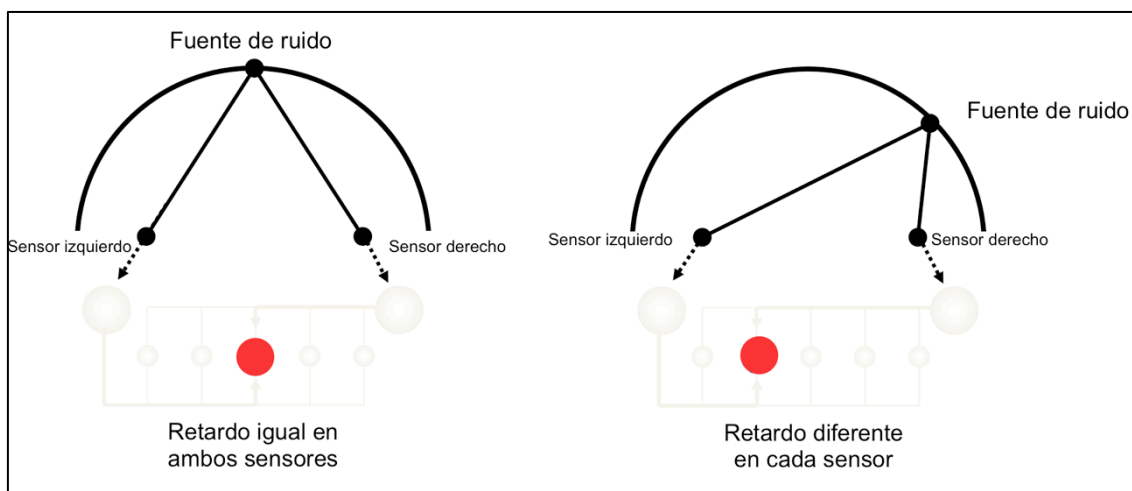 Fuente de ruido
Sensor izquierdo
Sensor derecho
Retardo igual en
ambos sensores
Fuente de ruido
Sensor izquierdo
Sensor derecho
Retardo diferente
en cada sensor